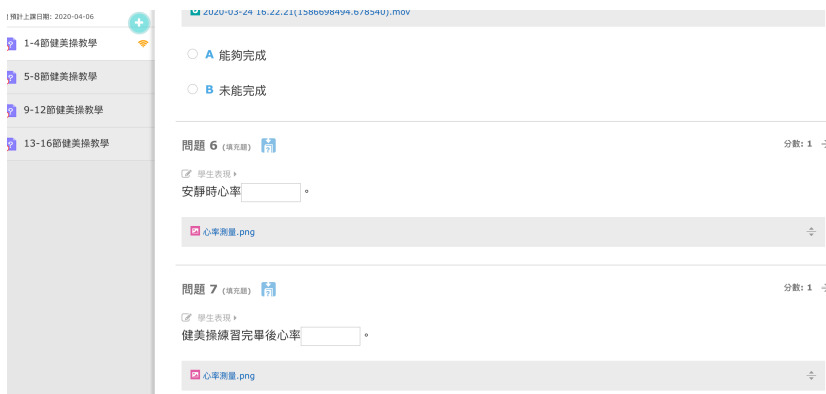 預計上課日期: 2020-04-06
1-4節健美操教學
5-8節健美操教學
9-12節健美操教學
13-16節健美操教學
2020-03-24 16.22.21(1586698494.678540).mov
A 能夠完成
B 未能完成
問題 6 (填充題)
分數: 1
學生表現
安靜時心率 。
心率測量.png
問題 7 (填充題)
分數: 1
學生表現
健美操練習完畢後心率 。
心率測量.png